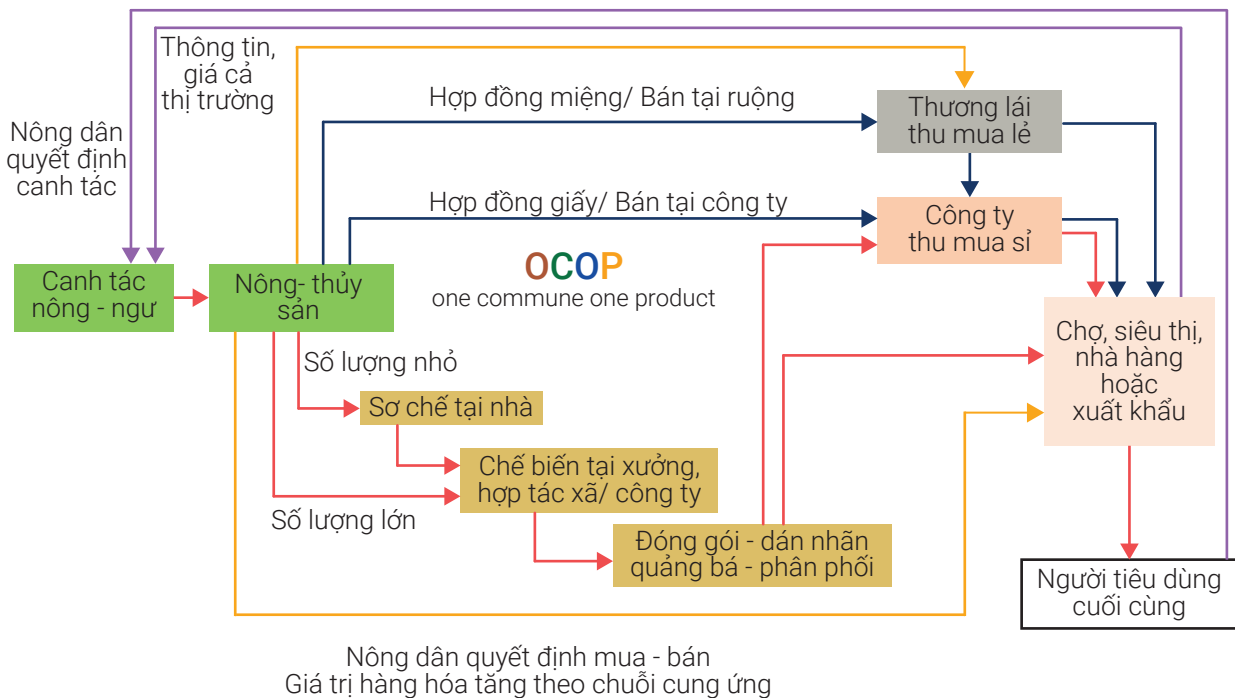 Thông tin,
giá cả
thị trường
Nông dân
quyết định
canh tác
Hợp đồng miệng/ Bán tại ruộng
Thương lái
thu mua lẻ
Hợp đồng giấy/ Bán tại công ty
Công ty
thu mua sỉ
Canh tác
nông - ngư
Nông- thủy
sản
OCOP
one commune one product
Chợ, siêu thị,
nhà hàng
hoặc
xuất khẩu
Số lượng nhỏ
Sơ chế tại nhà
Chế biến tại xưởng,
hợp tác xã/ công ty
Số lượng lớn
Đóng gói - dán nhãn
quảng bá - phân phối
Người tiêu dùng
cuối cùng
Nông dân quyết định mua - bán
Giá trị hàng hóa tăng theo chuỗi cung ứng